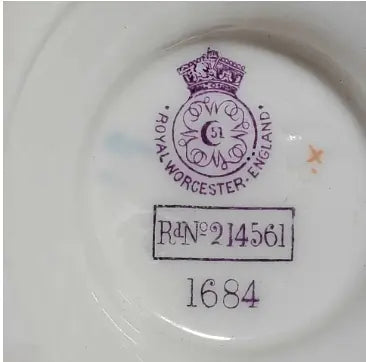 51
ROYAL WORCESTER·ENGLAND
RdNo 214561
1684